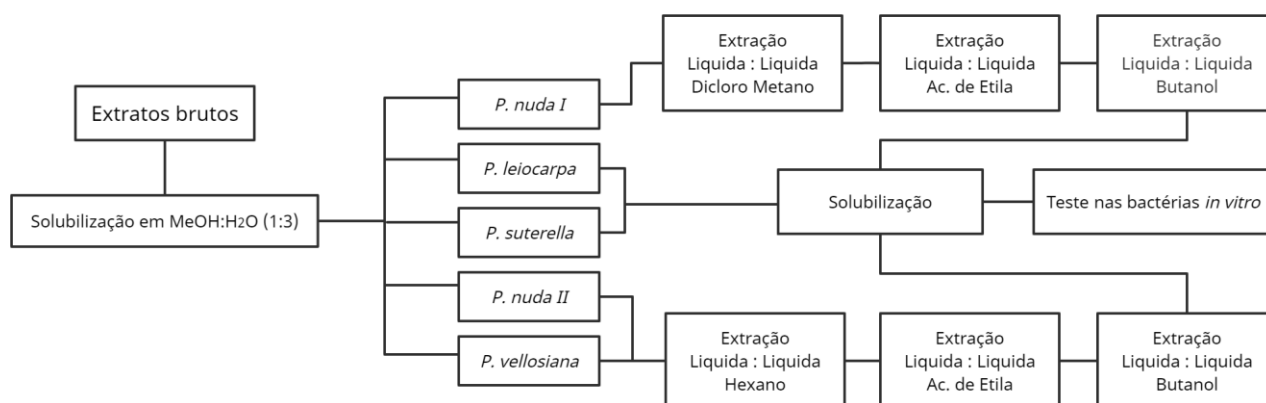 Extratos brutos
Solubilização em MeOH:H2O (1:3)
P. nuda I
P. leiocarpa
P. suterella
P. nuda II
P. vellosiana
Extração
Liquida : Liquida
Dicloro Metano
Extração
Liquida : Liquida
Ac. de Etila
Extração
Liquida : Liquida
Butanol
Solubilização
Teste nas bactérias in vitro
Extração
Liquida : Liquida
Hexano
Extração
Liquida : Liquida
Ac. de Etila
Extração
Liquida : Liquida
Butanol